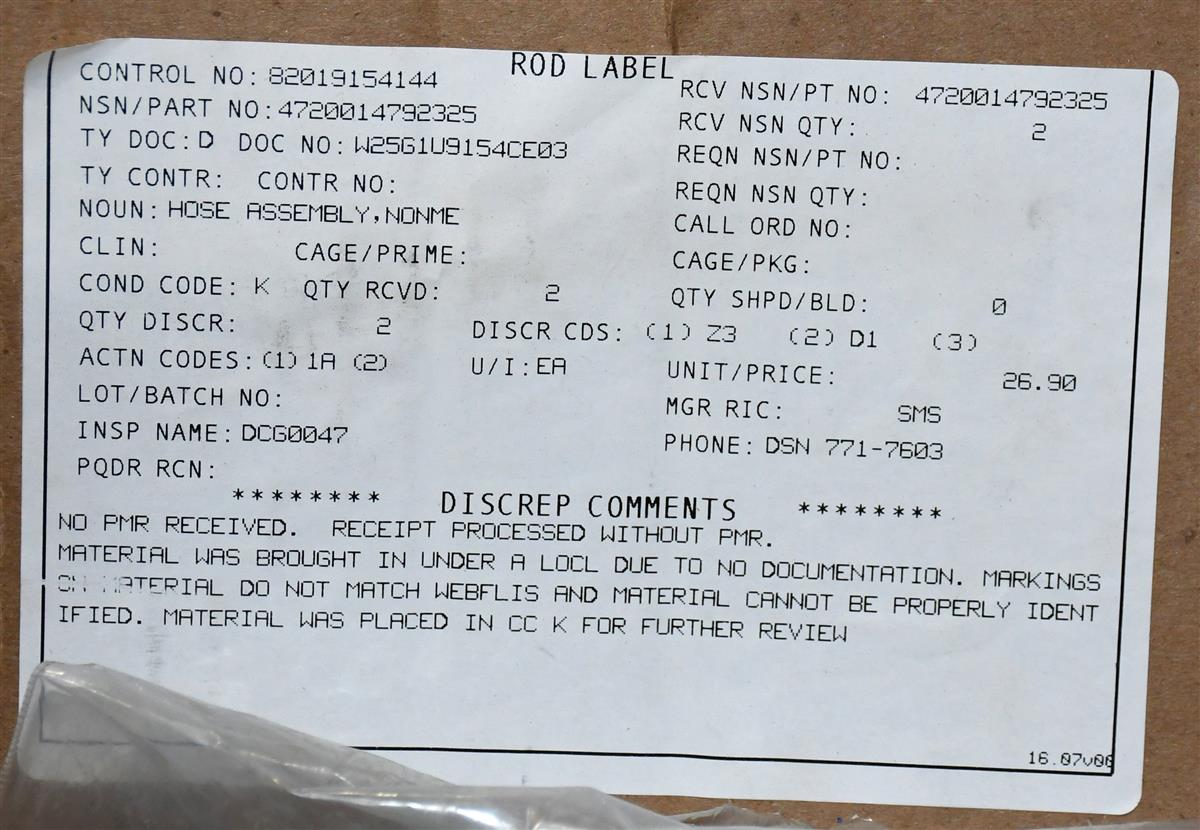 ROD LABEL
CONTROL NO: 82019154144
RCV NSN/PT NO: 4720014792325
NSN/PART NO: 4720014792325
RCV NSN QTY: 2
TY DOC: D DOC NO: W25G1U9154CE03
REQN NSN/PT NO:
TY CONTR: CONTR NO:
REQN NSN QTY:
NOUN: HOSE ASSEMBLY,NONME
CALL ORD NO:
CLIN: CAGE/PRIME:
CAGE/PKG:
COND CODE: K QTY RCVD: 2
QTY SHPD/BLD: 0
QTY DISCR: 2 DISCR CDS: (1) Z3 (2) D1 (3)
ACTN CODES: (1) 1A (2) U/I: EA UNIT/PRICE: 26.90
LOT/BATCH NO: MGR RIC: SMS
INSP NAME: DCG0047 PHONE: DSN 771-7603
PQDR RCN:
******** DISCREP COMMENTS ********
NO PMR RECEIVED. RECEIPT PROCESSED WITHOUT PMR.
MATERIAL WAS BROUGHT IN UNDER A LOCL DUE TO NO DOCUMENTATION. MARKINGS
ON MATERIAL DO NOT MATCH WEBFLIS AND MATERIAL CANNOT BE PROPERLY IDENT
IFIED. MATERIAL WAS PLACED IN CC K FOR FURTHER REVIEW